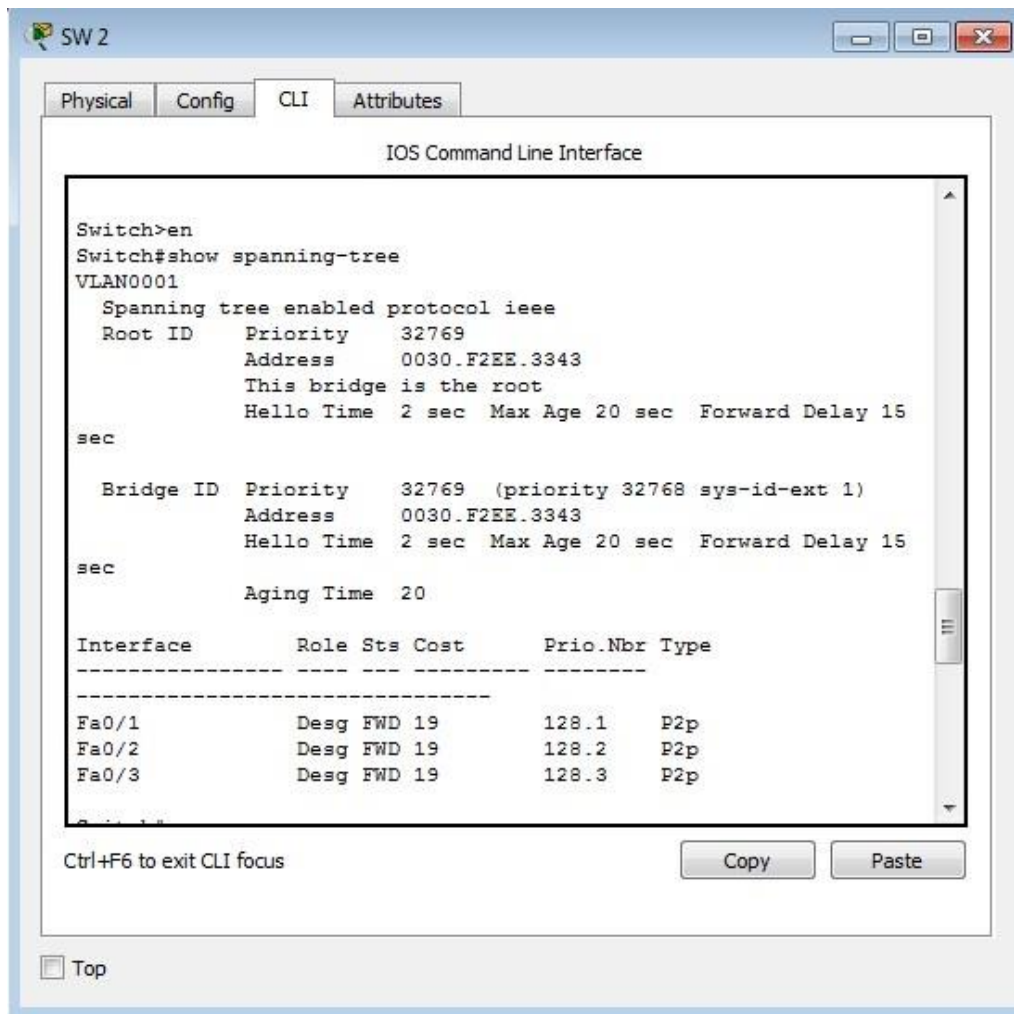 SW 2
Physical Config CLI Attributes
IOS Command Line Interface
Switch>en
Switch#show spanning-tree
VLAN0001
  Spanning tree enabled protocol ieee
  Root ID    Priority    32769
             Address     0030.F2EE.3343
             This bridge is the root
             Hello Time  2 sec  Max Age 20 sec  Forward Delay 15
sec
  Bridge ID  Priority    32769  (priority 32768 sys-id-ext 1)
             Address     0030.F2EE.3343
             Hello Time  2 sec  Max Age 20 sec  Forward Delay 15
sec
             Aging Time  20
Interface        Role Sts Cost      Prio.Nbr Type
---------------- ---- --- --------- --------
--------------------------------
Fa0/1            Desg FWD 19        128.1    P2p
Fa0/2            Desg FWD 19        128.2    P2p
Fa0/3            Desg FWD 19        128.3    P2p
Ctrl+F6 to exit CLI focus
Copy Paste
Top